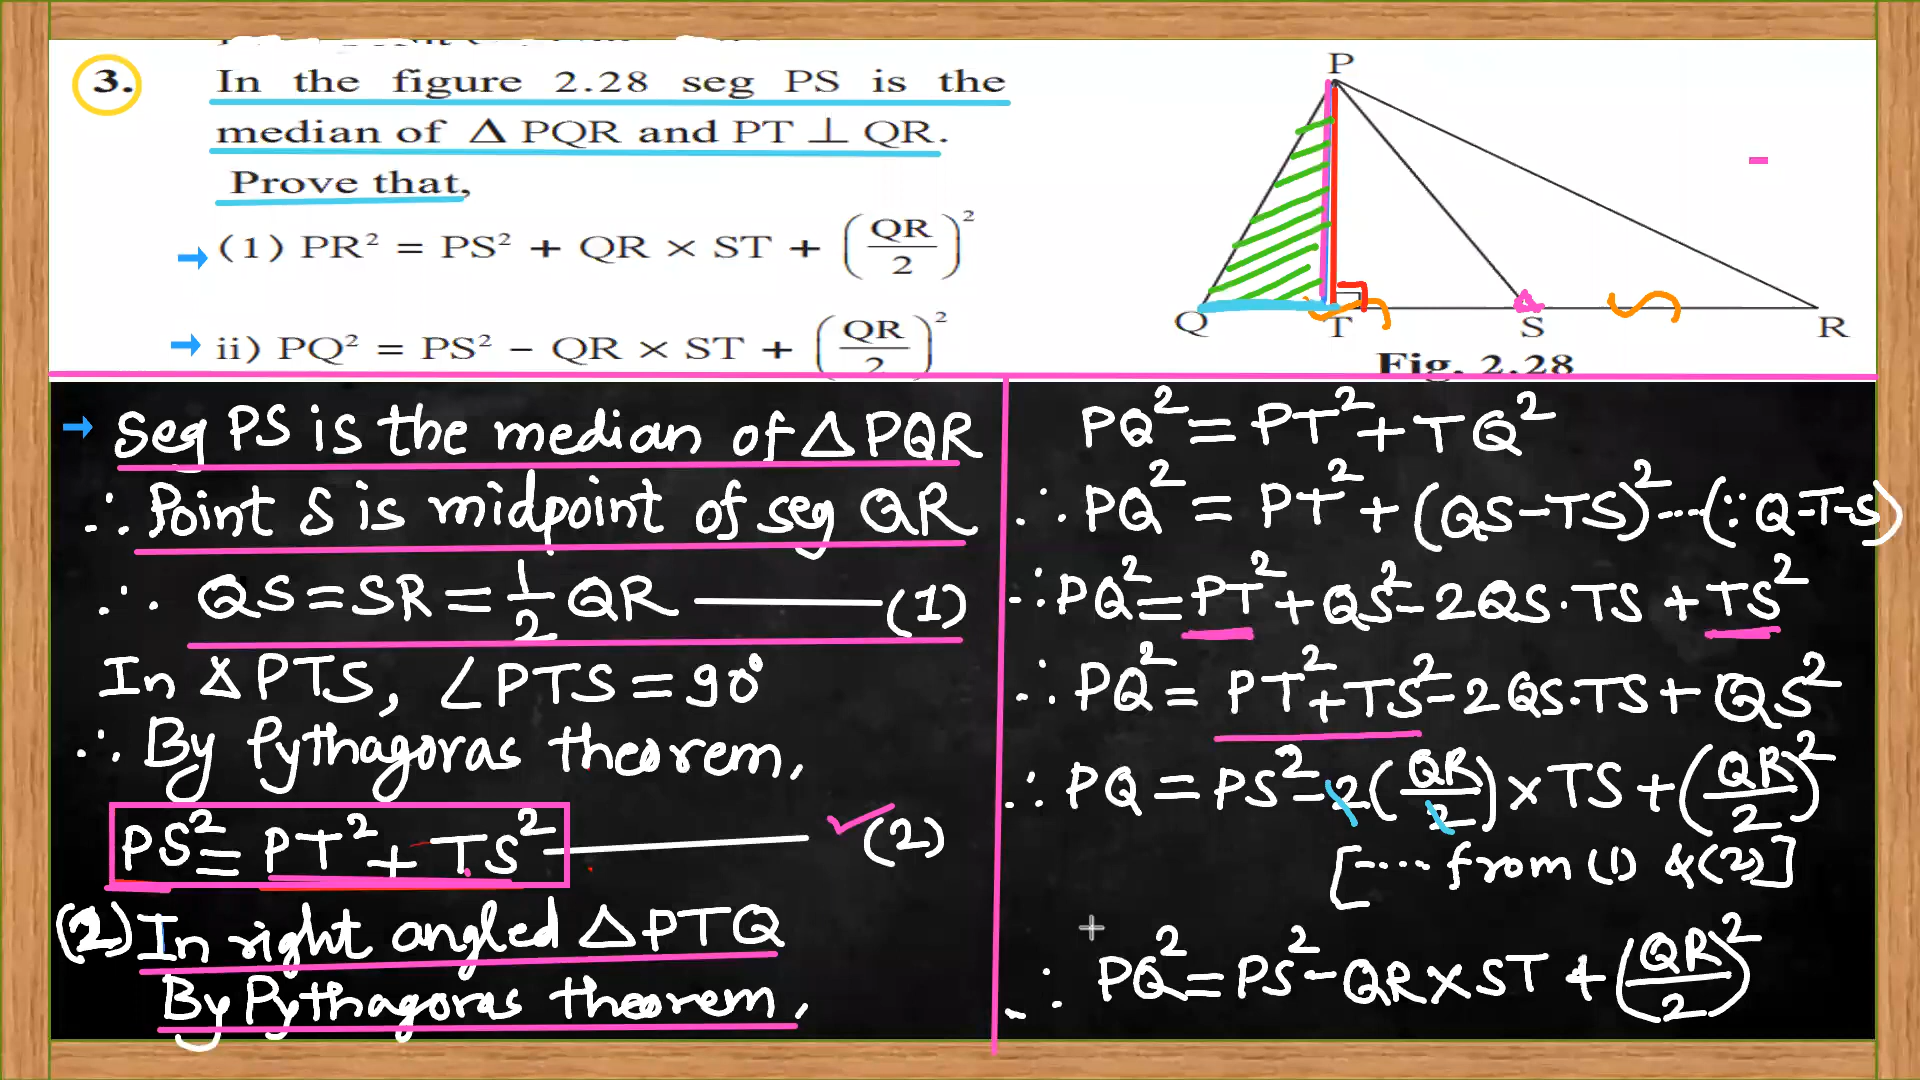 3. In the figure 2.28 seg PS is the
median of △ PQR and PT ⊥ QR.
Prove that,
(1) PR² = PS² + QR × ST + (QR/2)²
ii) PQ² = PS² − QR × ST + (QR/2)²
P
Q T S R
Fig. 2.28
→ Seg PS is the median of △PQR
∴ Point S is midpoint of seg QR
∴ QS = SR = 1/2 QR —— (1)
In △PTS, ∠PTS = 90°
∴ By Pythagoras theorem,
PS² = PT² + TS² —— (2)
(2) In right angled △PTQ
By Pythagoras theorem,
PQ² = PT² + TQ²
∴ PQ² = PT² + (QS−TS)² ---(∵ Q-T-S)
∴ PQ² = PT² + QS² − 2QS·TS + TS²
∴ PQ² = PT² + TS² − 2QS·TS + QS²
∴ PQ = PS² − 2(QR/2) × TS + (QR/2)²
[---- from (1) & (2)]
∴ PQ² = PS² − QR × ST + (QR/2)²